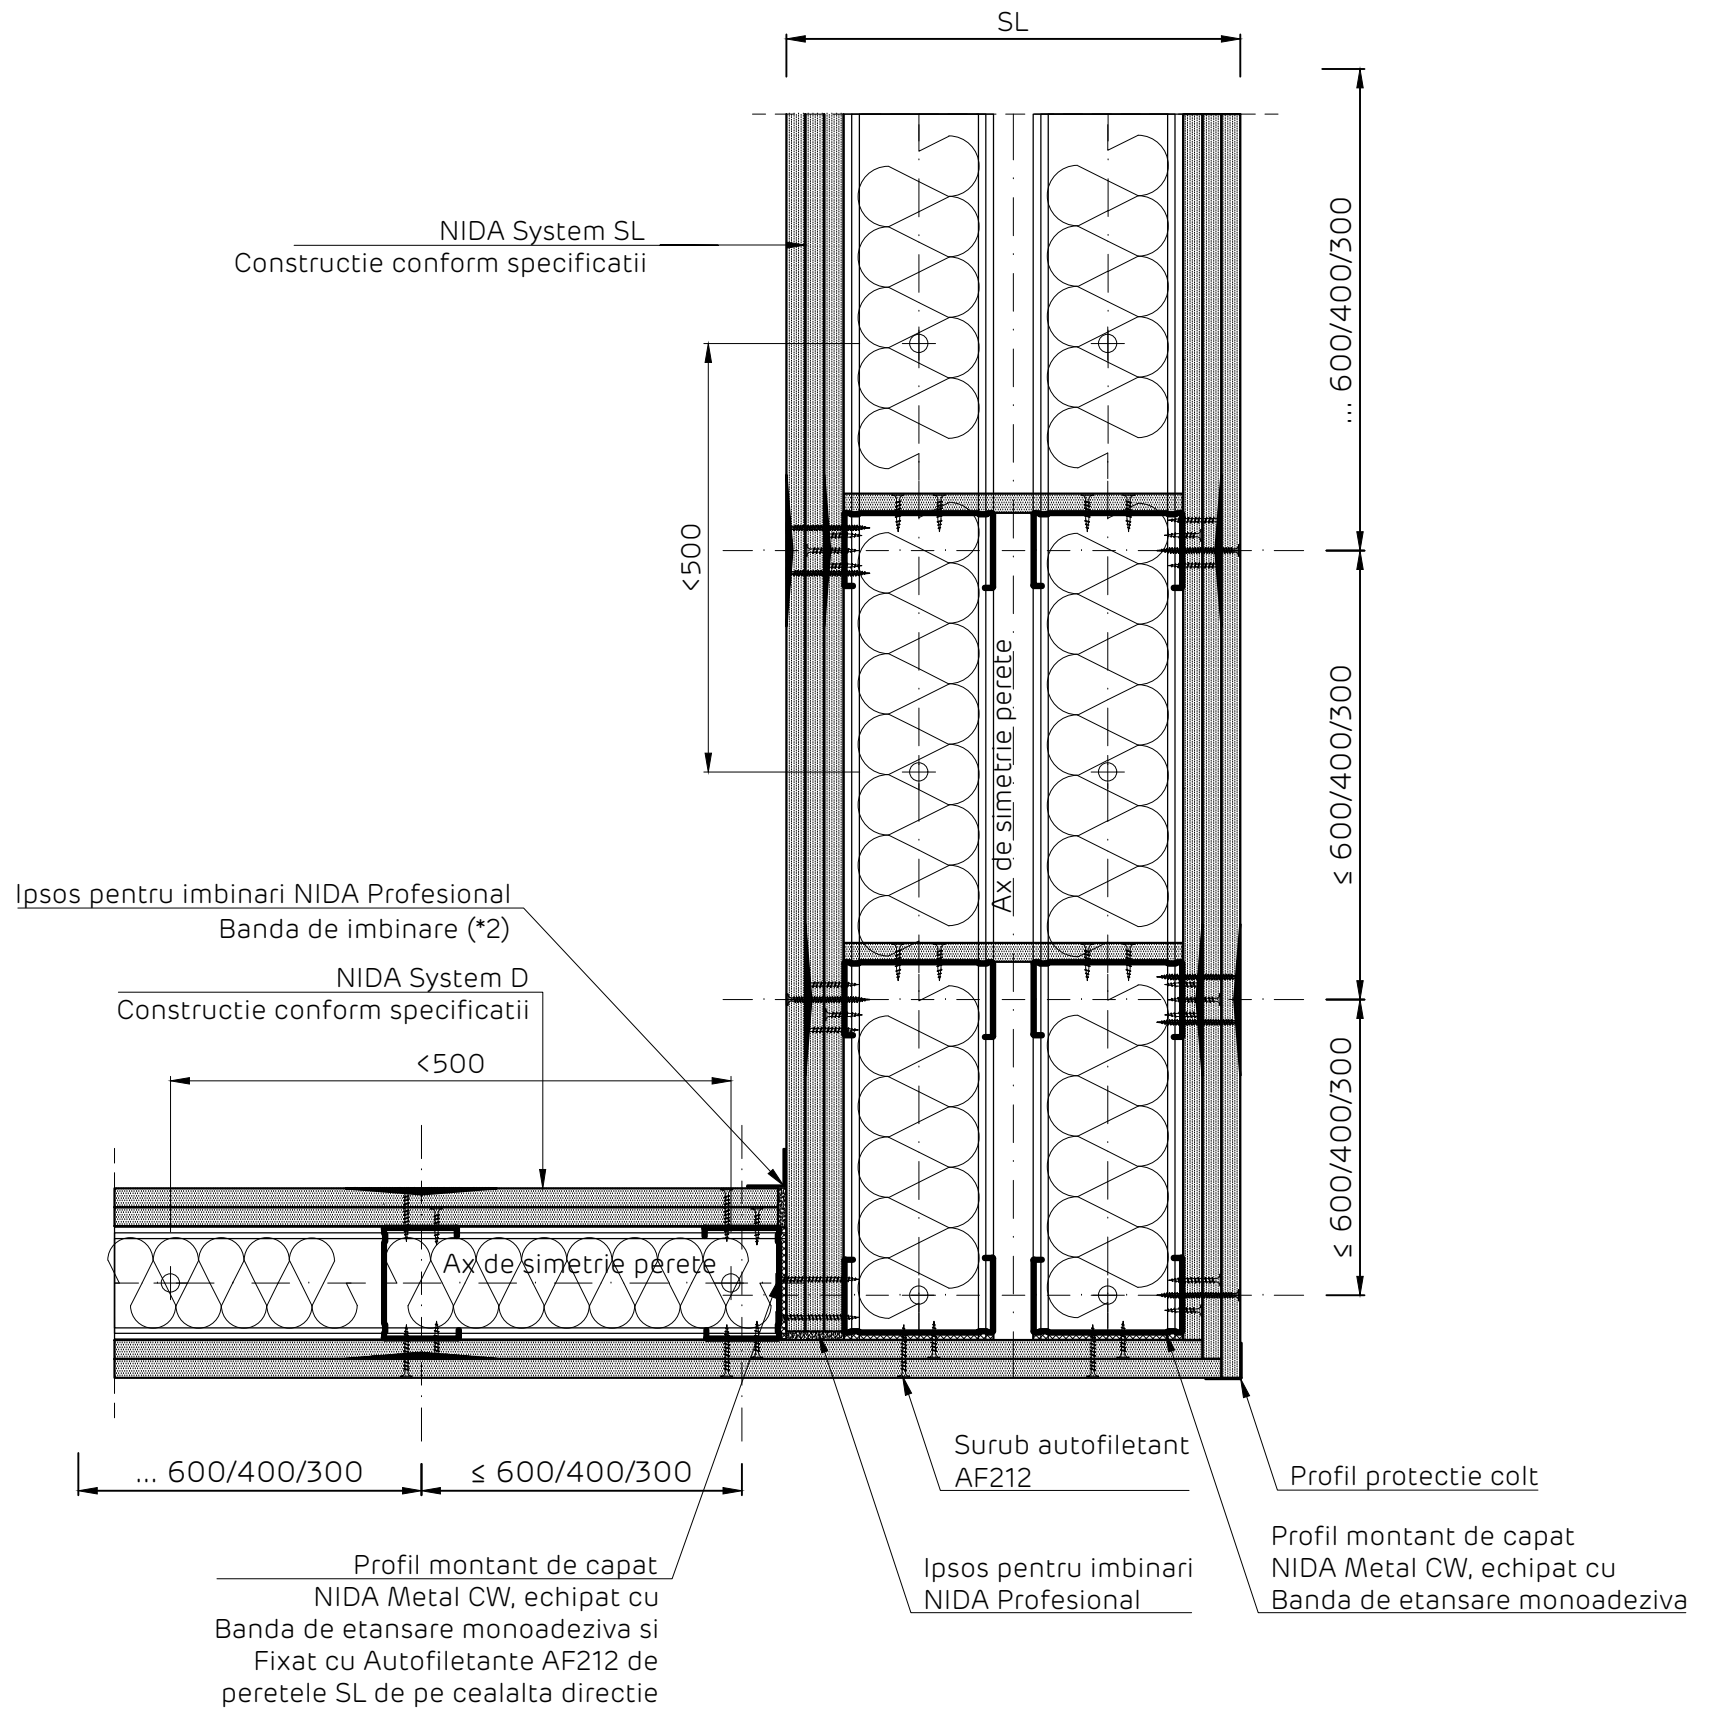 SL
... 600/400/300
NIDA System SL
Constructie conform specificatii
<500
Ax de simetrie perete
≤ 600/400/300
Ipsos pentru imbinari NIDA Profesional
Banda de imbinare (*2)
NIDA System D
Constructie conform specificatii
<500
≤ 600/400/300
Ax de simetrie perete
... 600/400/300
≤ 600/400/300
Surub autofiletant
AF212
Profil protectie colt
Profil montant de capat
NIDA Metal CW, echipat cu
Banda de etansare monoadeziva si
Fixat cu Autofiletante AF212 de
peretele SL de pe cealalta directie
Ipsos pentru imbinari
NIDA Profesional
Profil montant de capat
NIDA Metal CW, echipat cu
Banda de etansare monoadeziva